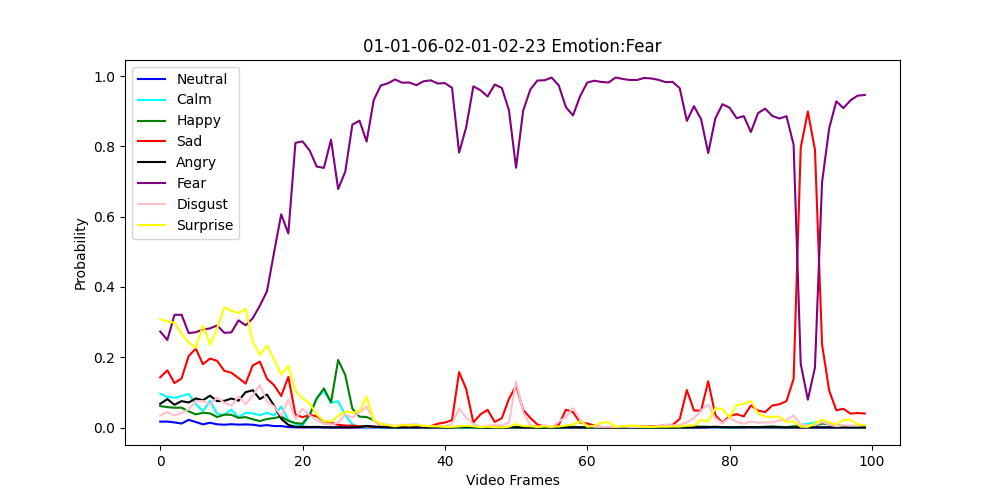 01-01-06-02-01-02-23 Emotion:Fear
1.0
0.8
0.6
0.4
0.2
0.0
Probability
Neutral
Calm
Happy
Sad
Angry
Fear
Disgust
Surprise
0 20 40 60 80 100
Video Frames